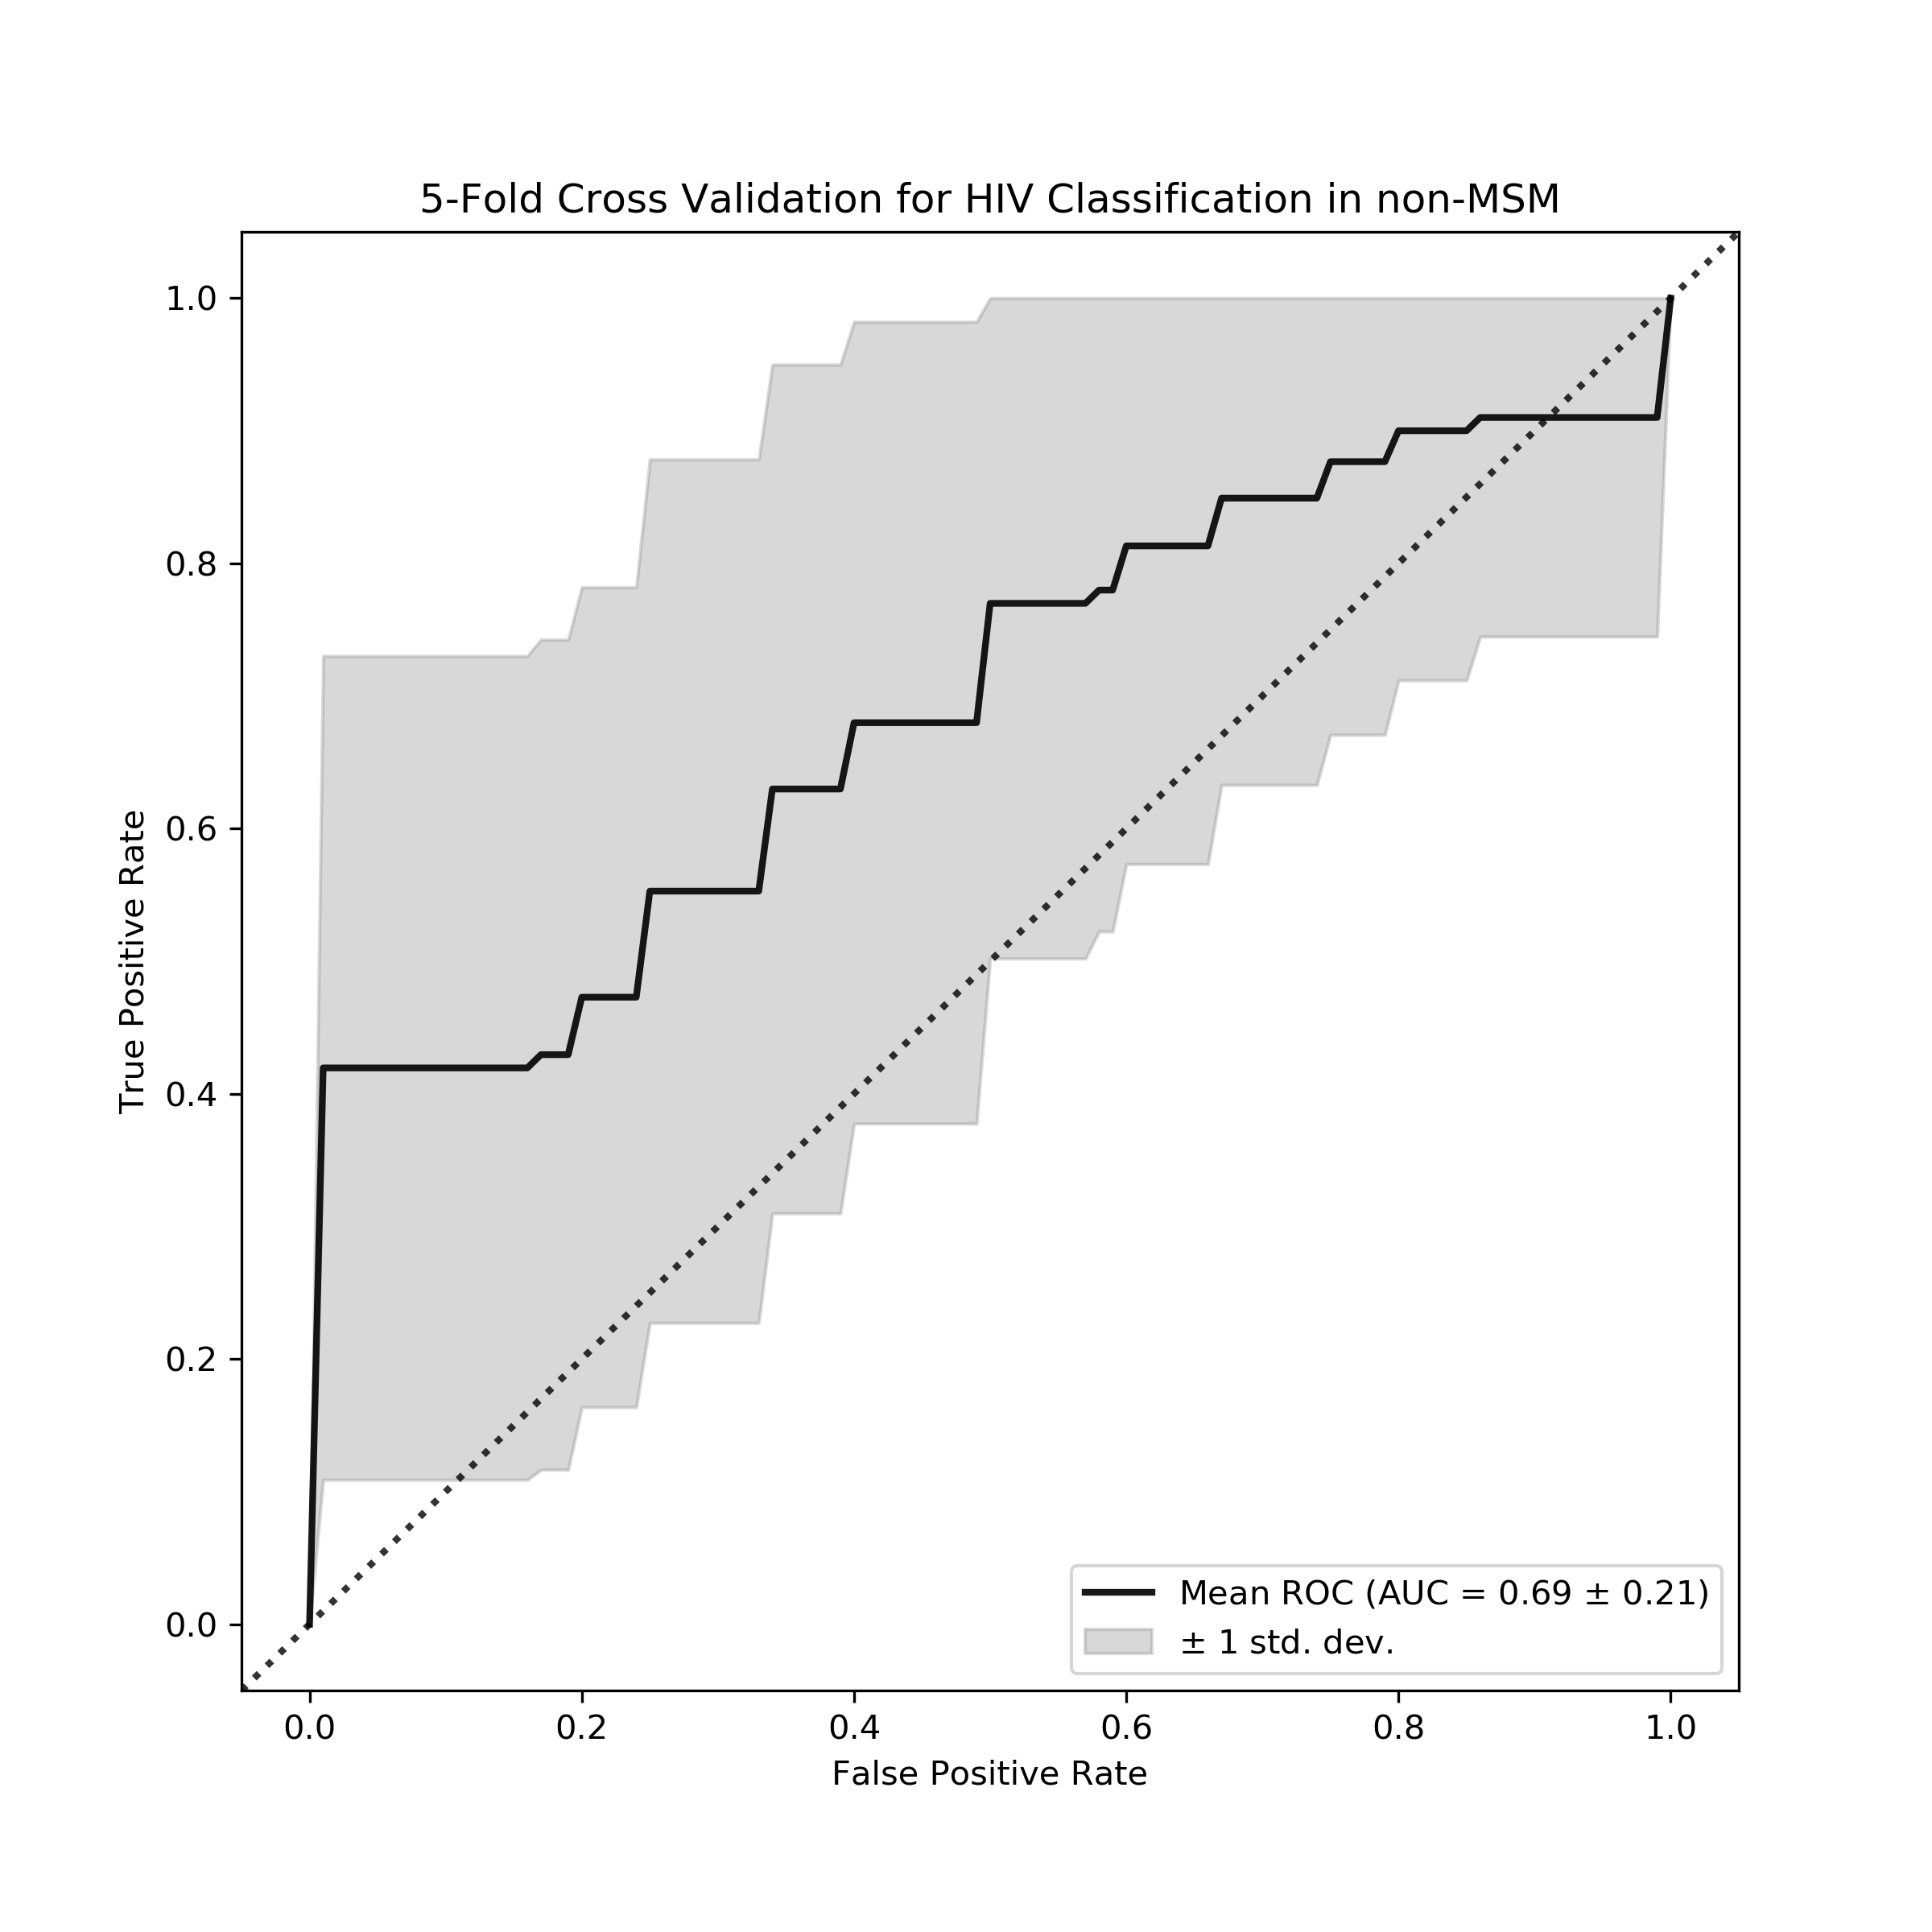 5-Fold Cross Validation for HIV Classification in non-MSM
True Positive Rate
1.0
0.8
0.6
0.4
0.2
0.0
Mean ROC (AUC = 0.69 ± 0.21)
± 1 std. dev.
0.0 0.2 0.4 0.6 0.8 1.0
False Positive Rate